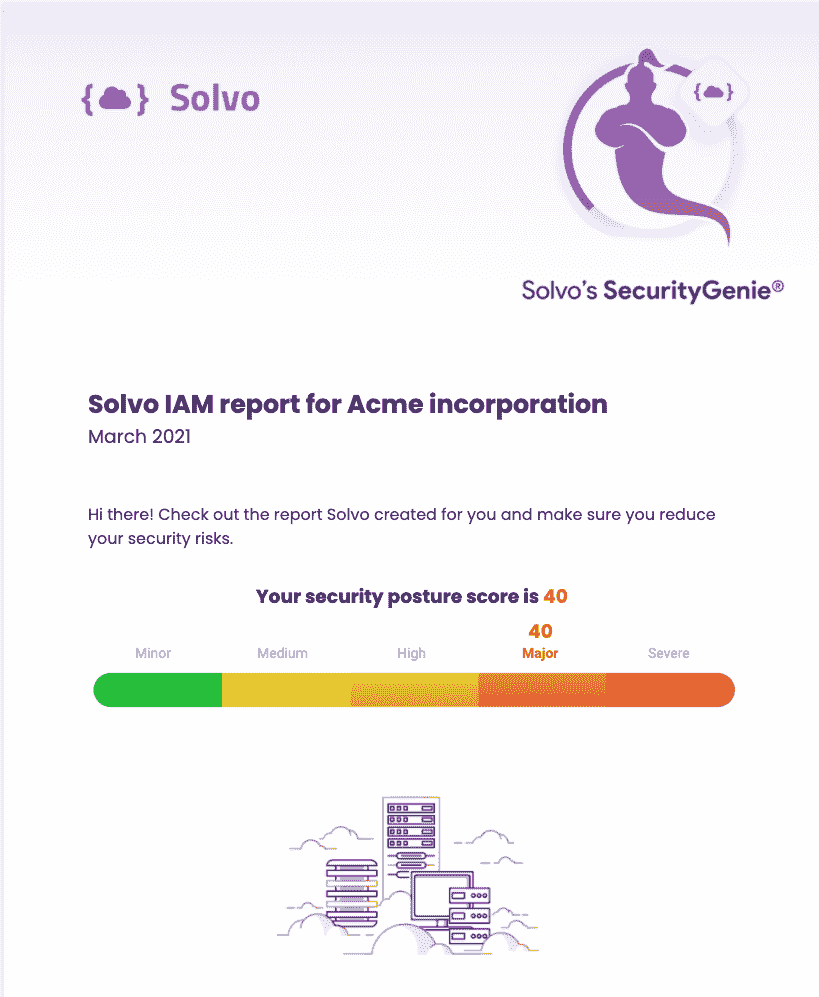 { } Solvo
{ }
Solvo's SecurityGenie®
Solvo IAM report for Acme incorporation
March 2021
Hi there! Check out the report Solvo created for you and make sure you reduce
your security risks.
Your security posture score is 40
40
Minor Medium High Major Severe